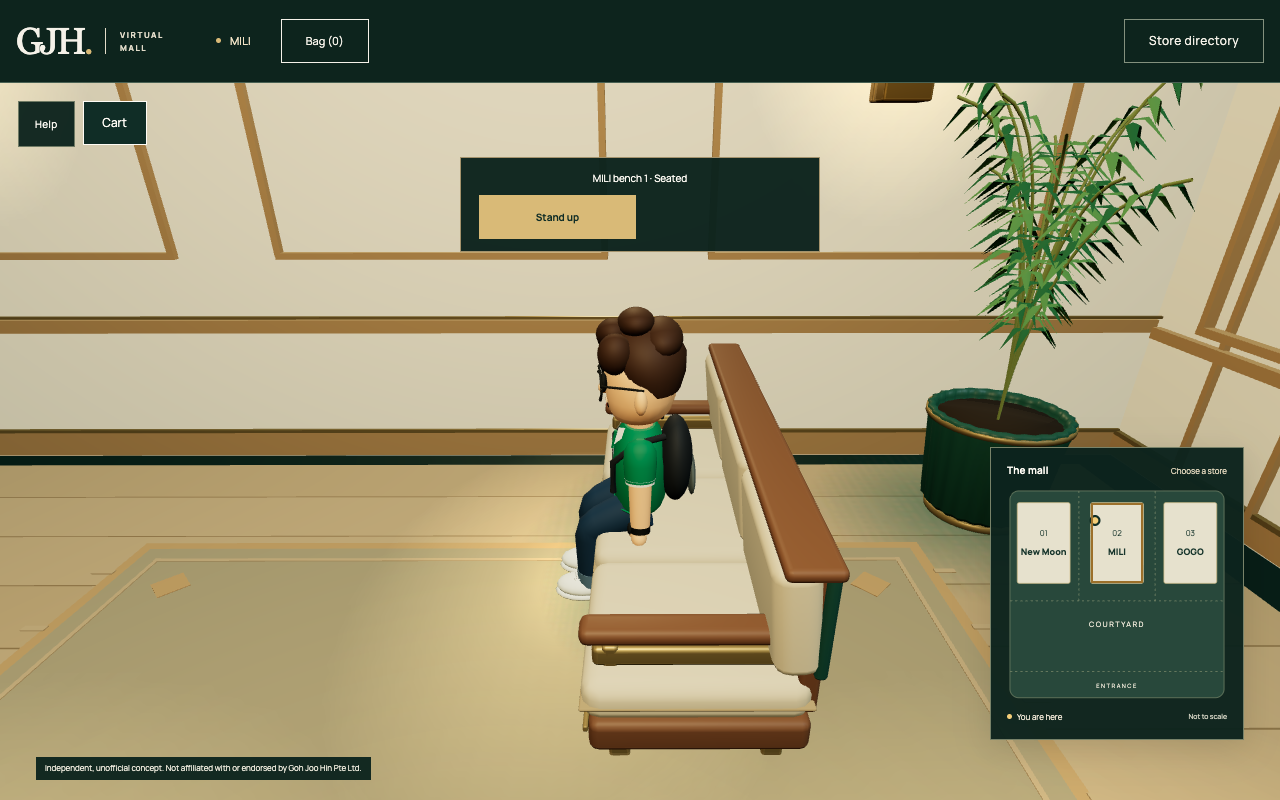 GJH.
VIRTUAL
MALL
MILI
Bag (0)
Store directory
Help
Cart
MILI bench 1 · Seated
Stand up
The mall
Choose a store
01
New Moon
02
MILI
03
GOGO
COURTYARD
ENTRANCE
You are here
Not to scale
Independent, unofficial concept. Not affiliated with or endorsed by Goh Joo Hin Pte Ltd.